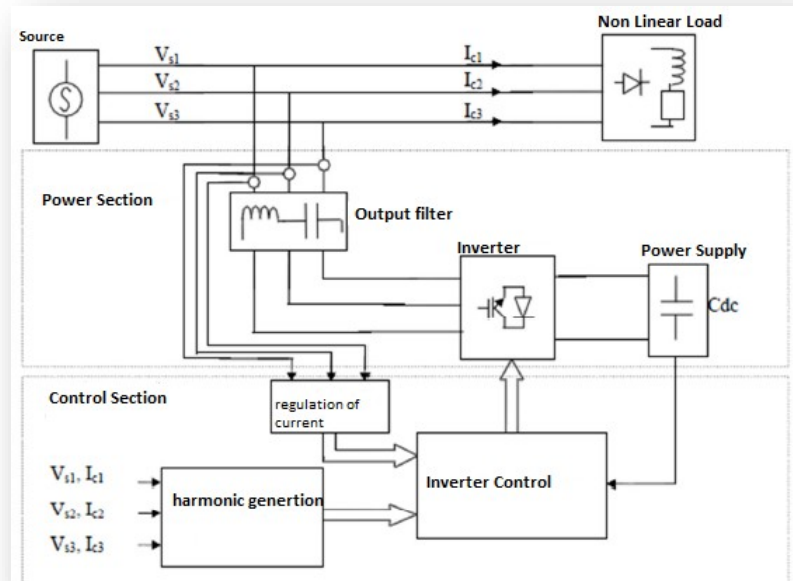 Non Linear Load
Source
Vs1 Ic1
Vs2 Ic2
Vs3 Ic3
Power Section
Output filter
Inverter
Power Supply
Cdc
Control Section
regulation of
current
Vs1, Ic1
Vs2, Ic2
Vs3, Ic3
harmonic genertion
Inverter Control